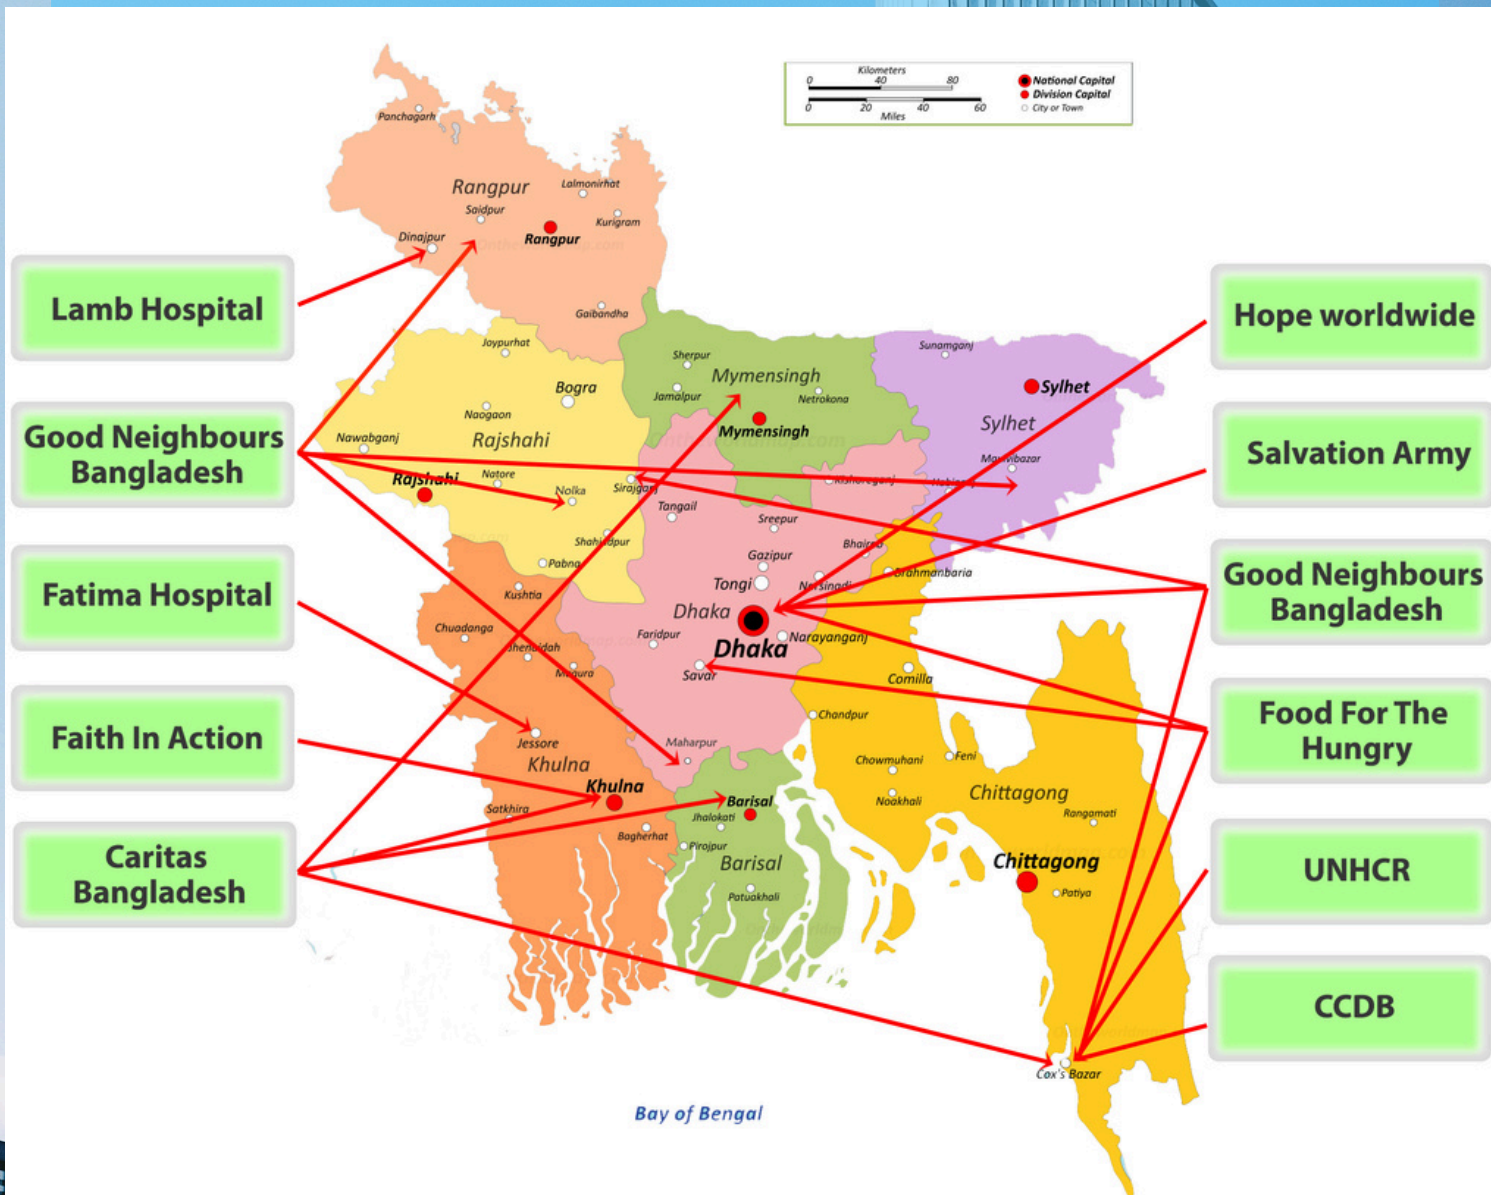 Kilometers
0 40 80
0 20 40 60
Miles
National Capital
Division Capital
City or Town
Panchagarh
Rangpur
Lalmonirhat
Saidpur
Kurigram
Dinajpur
Rangpur
Gaibandha
Lamb Hospital
Good Neighbours
Bangladesh
Fatima Hospital
Faith In Action
Caritas
Bangladesh
Joypurhat
Bogra
Naogaon
Nawabganj
Rajshahi
Rajshahi
Natore
Nolka
Sirajganj
Shahjadpur
Pabna
Sherpur
Mymensingh
Jamalpur
Netrokona
Mymensingh
Sunamganj
Sylhet
Sylhet
Maulvibazar
Kishoreganj
Tangail
Sreepur
Bhairab
Gazipur
Tongi
Narsinadi
Brahmanbaria
Dhaka
Dhaka
Narayanganj
Faridpur
Savar
Kushtia
Chuadanga
Jhenaidah
Magura
Comilla
Chandpur
Maharpur
Jessore
Khulna
Khulna
Satkhira
Bagherhat
Barisal
Jhalokati
Pirojpur
Barisal
Patuakhali
Feni
Chowmuhani
Noakhali
Chittagong
Rangamati
Chittagong
Patiya
Cox's Bazar
Bay of Bengal
Hope worldwide
Salvation Army
Good Neighbours
Bangladesh
Food For The
Hungry
UNHCR
CCDB